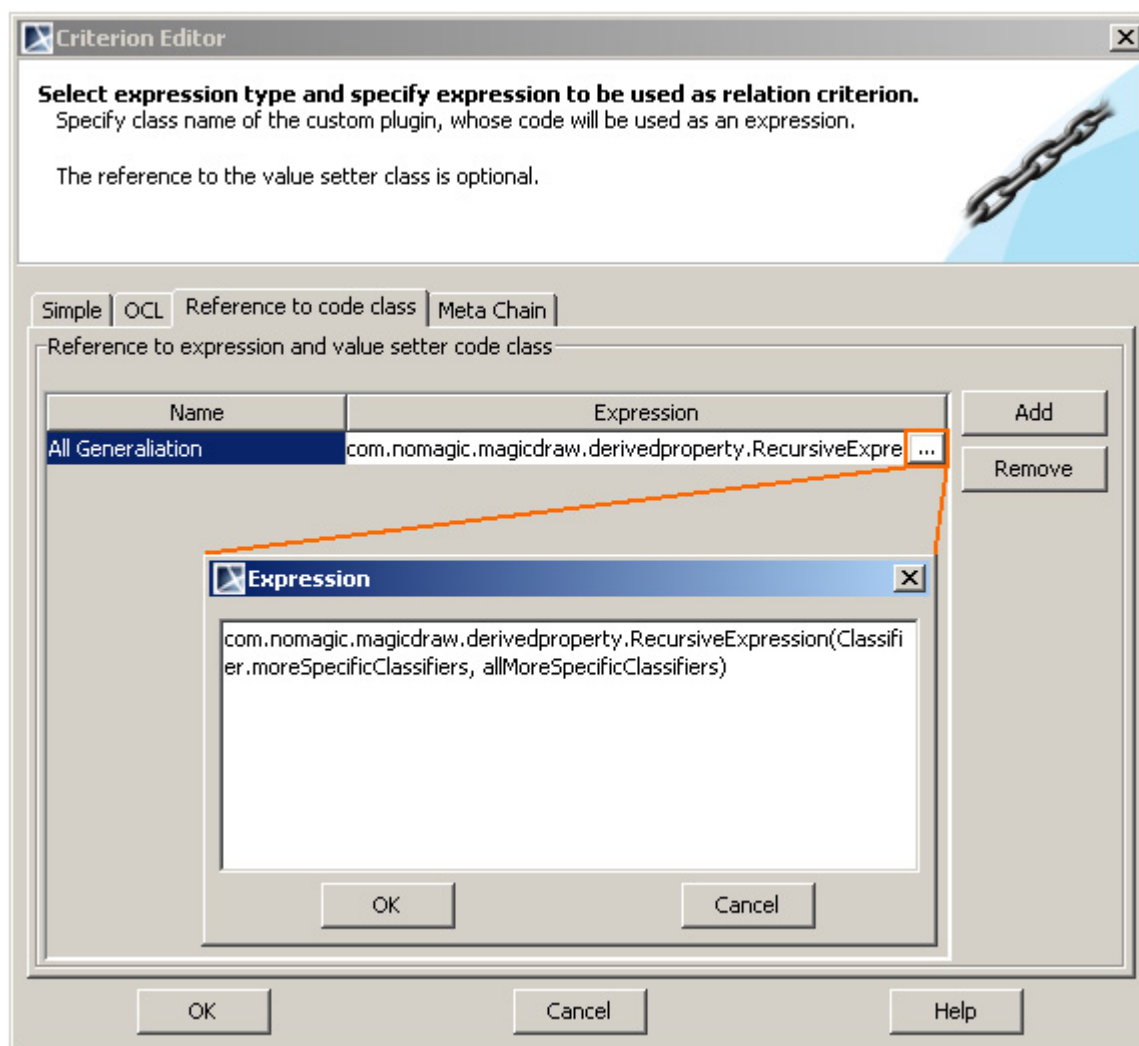 Criterion Editor
Select expression type and specify expression to be used as relation criterion.
Specify class name of the custom plugin, whose code will be used as an expression.
The reference to the value setter class is optional.
Simple OCL Reference to code class Meta Chain
Reference to expression and value setter code class
Name Expression Add
All Generaliation com.nomagic.magicdraw.derivedproperty.RecursiveExpre ...
Remove
Expression
com.nomagic.magicdraw.derivedproperty.RecursiveExpression(Classifi
er.moreSpecificClassifiers, allMoreSpecificClassifiers)
OK Cancel
OK Cancel Help